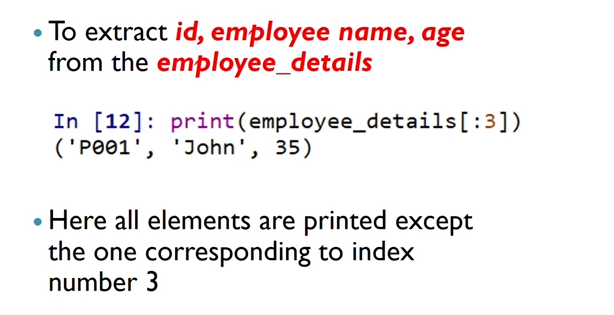 • To extract id, employee name, age
from the employee_details
In [12]: print(employee_details[:3])
('P001', 'John', 35)
• Here all elements are printed except
the one corresponding to index
number 3